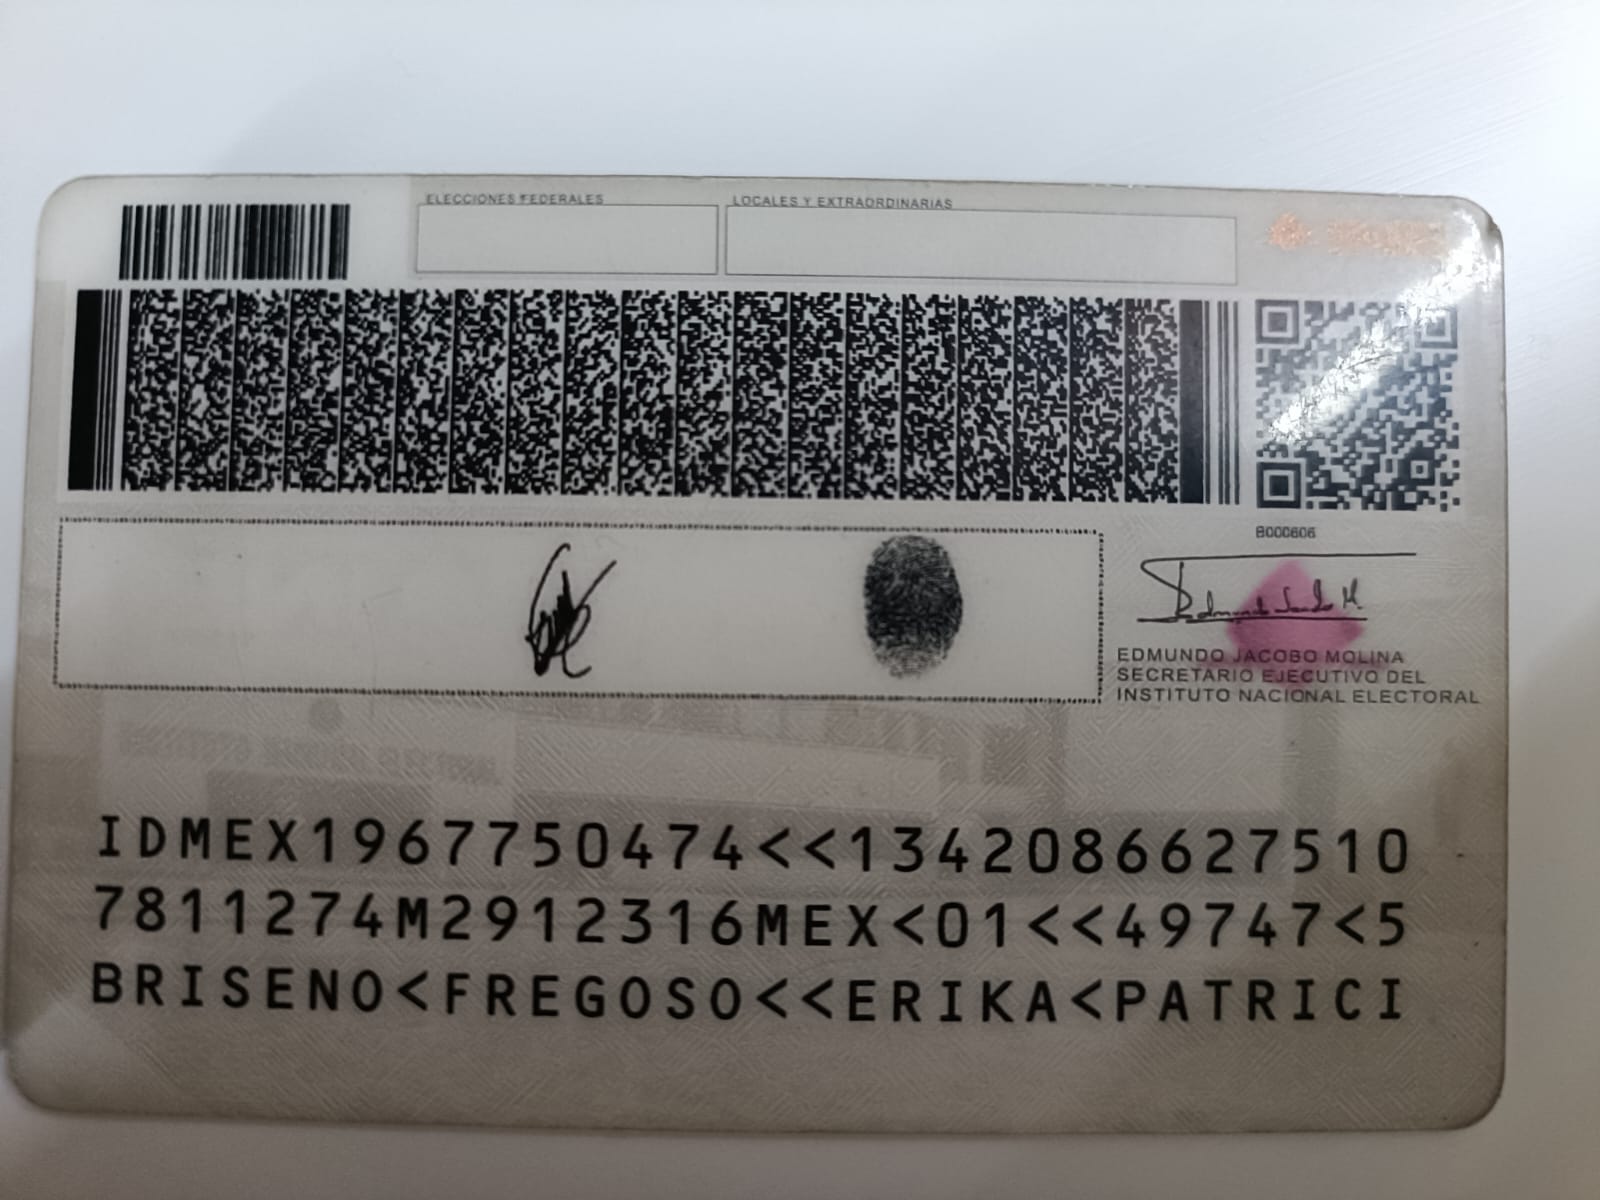 ELECCIONES FEDERALES
LOCALES Y EXTRAORDINARIAS
B000606
EDMUNDO JACOBO MOLINA
SECRETARIO EJECUTIVO DEL
INSTITUTO NACIONAL ELECTORAL
IDMEX1967750474<<1342086627510
7811274M2912316MEX<01<<49747<5
BRISENO<FREGOSO<<ERIKA<PATRICI